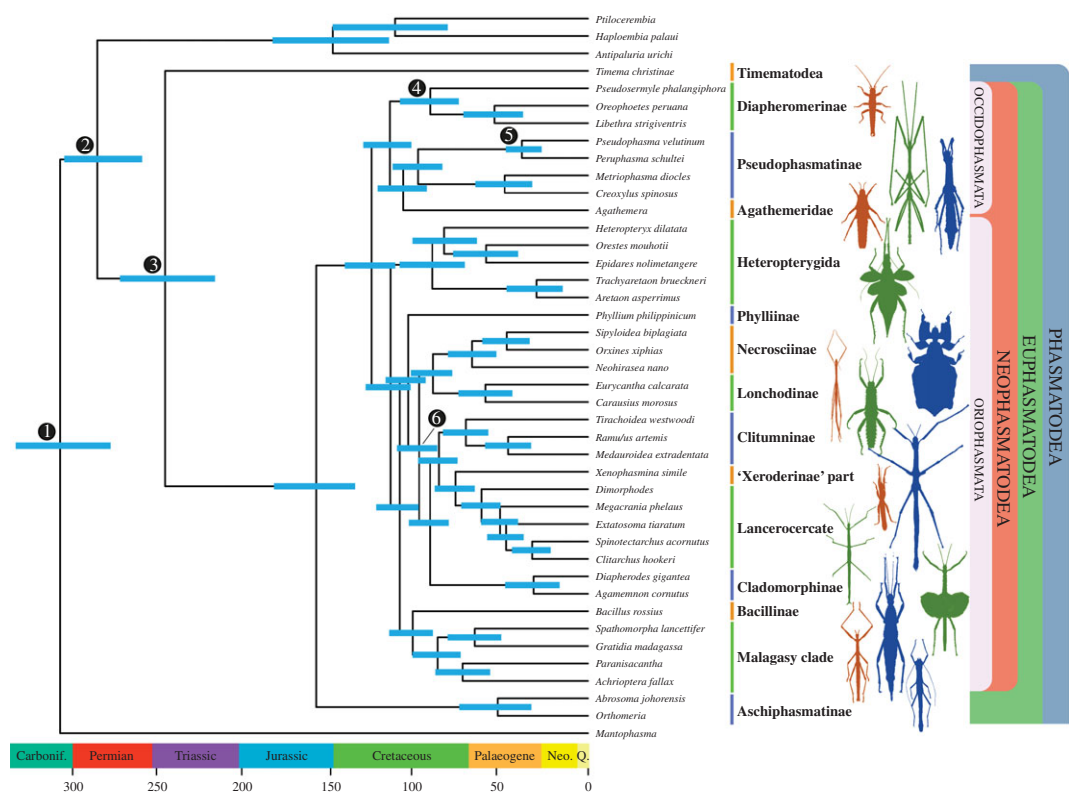 Ptilocerembia
Haploembia palaui
Antipaluria urichi
Timema christinae
Pseudosermyle phalangiphora
Oreophoetes peruana
Libethra strigiventris
Pseudophasma velutinum
Peruphasma schultei
Metriophasma diocles
Creoxylus spinosus
Agathemera
Heteropteryx dilatata
Orestes mouhotii
Epidares nolimetangere
Trachyaretaon brueckneri
Aretaon asperrimus
Phyllium philippinicum
Sipyloidea biplagiata
Orxines xiphias
Neohirasea nano
Eurycantha calcarata
Carausius morosus
Tirachoidea westwoodi
Ramulus artemis
Medauroidea extradentata
Xenophasmina simile
Dimorphodes
Megacrania phelaus
Extatosoma tiaratum
Spinotectarchus acornutus
Clitarchus hookeri
Diapherodes gigantea
Agamemnon cornutus
Bacillus rossius
Spathomorpha lancettifer
Gratidia madagassa
Paranisacantha
Achrioptera fallax
Abrosoma johorensis
Orthomeria
Mantophasma
1
2
3
4
5
6
Timematodea
Diapheromerinae
Pseudophasmatinae
Agathemeridae
Heteropterygida
Phylliinae
Necrosciinae
Lonchodinae
Clitumninae
‘Xeroderinae’ part
Lancerocercate
Cladomorphinae
Bacillinae
Malagasy clade
Aschiphasmatinae
OCCIDOPHASMATA
ORIOPHASMATA
NEOPHASMATODEA
EUPHASMATODEA
PHASMATODEA
Carbonif. Permian Triassic Jurassic Cretaceous Palaeogene Neo. Q.
300 250 200 150 100 50 0